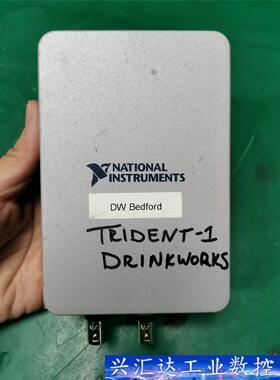 NATIONAL
INSTRUMENTS
DW Bedford
TRIDENT-1
DRINKWORKS
兴汇达工业数控